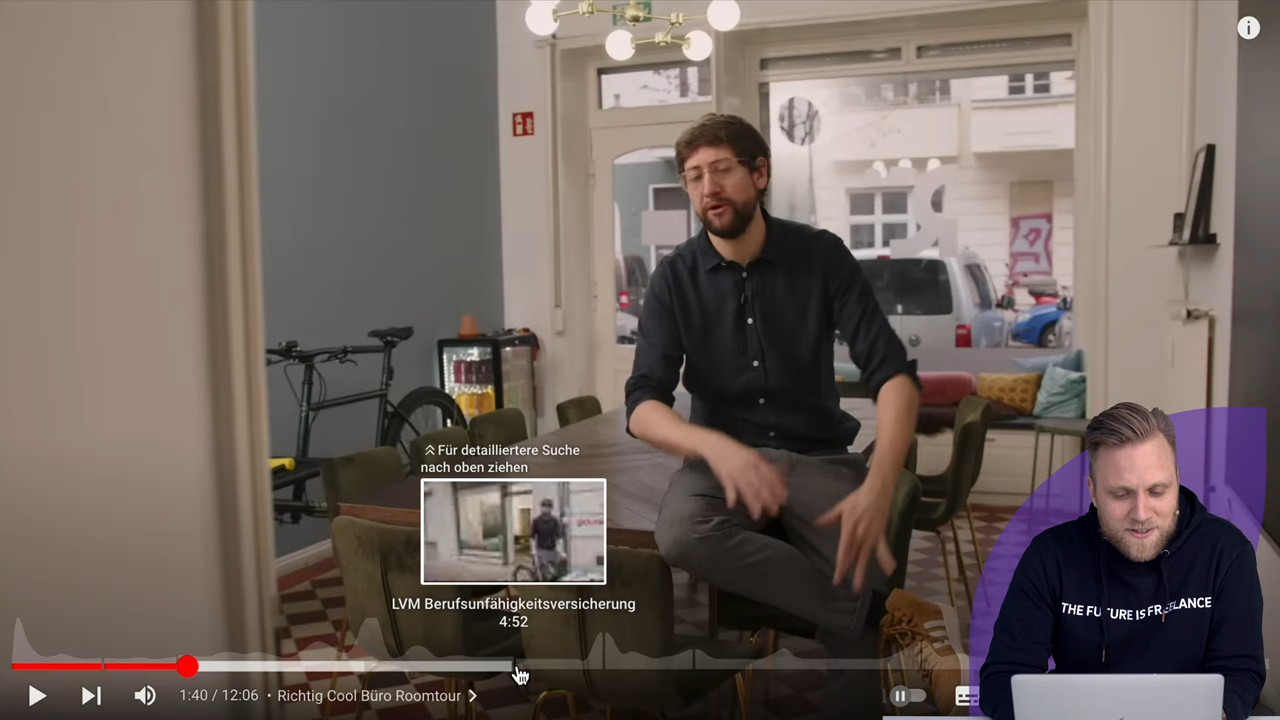 Für detailliertere Suche
nach oben ziehen
LVM Berufsunfähigkeitsversicherung
4:52
1:40 / 12:06 • Richtig Cool Büro Roomtour
THE FUTURE IS FREELANCE